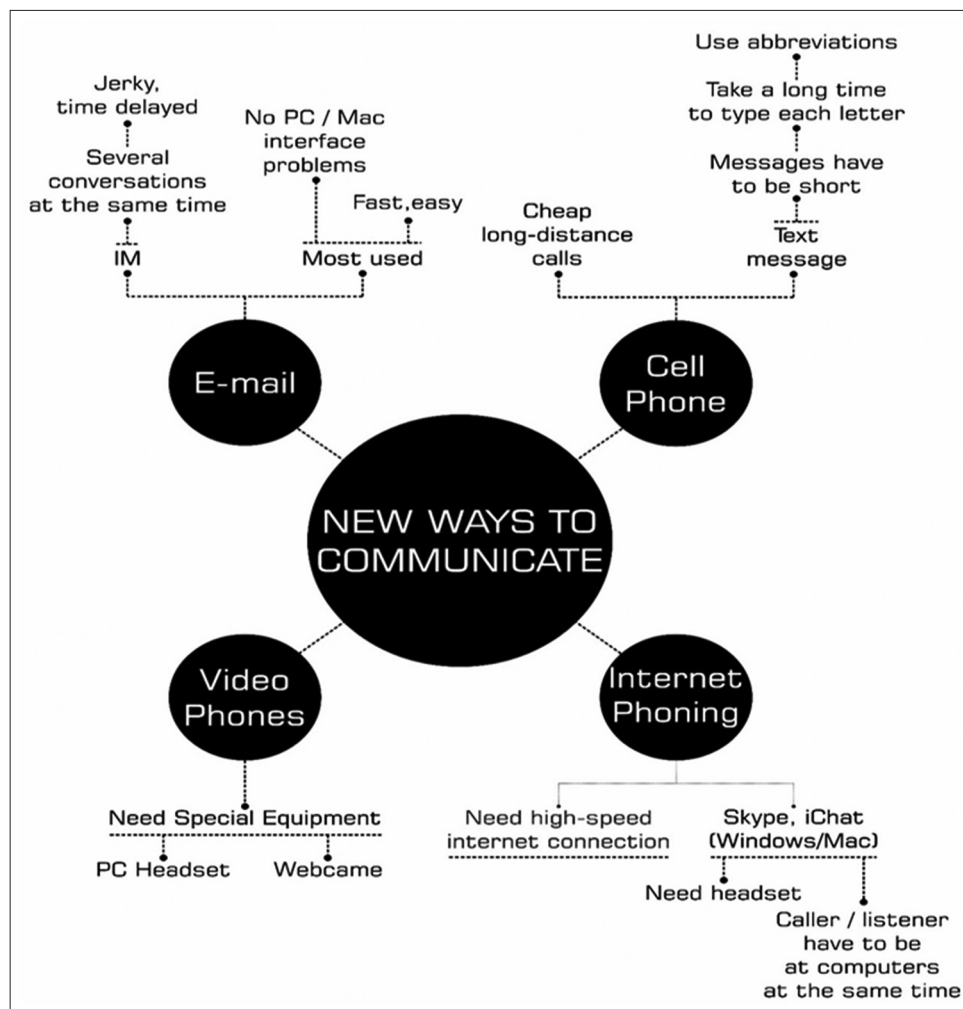 Use abbreviations
Take a long time
to type each letter
Messages have
to be short
Text
message
Cheap
long-distance
calls
Jerky,
time delayed
Several
conversations
at the same time
IM
No PC / Mac
interface
problems
Fast,easy
Most used
E-mail
Cell
Phone
NEW WAYS TO
COMMUNICATE
Video
Phones
Internet
Phoning
Need Special Equipment
PC Headset
Webcame
Need high-speed
internet connection
Skype, iChat
(Windows/Mac)
Need headset
Caller / listener
have to be
at computers
at the same time